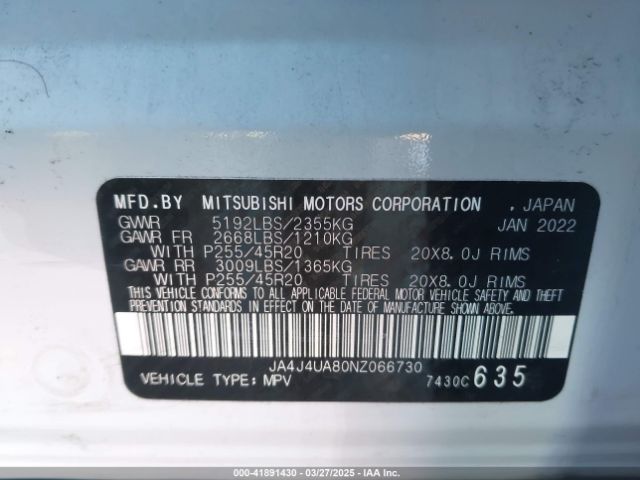 MFD.BY MITSUBISHI MOTORS CORPORATION . JAPAN
GVWR 5192LBS/2355KG JAN 2022
GAWR FR 2668LBS/1210KG
WITH P255/45R20 TIRES 20X8.0J RIMS
GAWR RR 3009LBS/1365KG
WITH P255/45R20 TIRES 20X8.0J RIMS
THIS VEHICLE CONFORMS TO ALL APPLICABLE FEDERAL MOTOR VEHICLE SAFETY AND THEFT
PREVENTION STANDARDS IN EFFECT ON THE DATE OF MANUFACTURE SHOWN ABOVE.
JA4J4UA80NZ066730
VEHICLE TYPE: MPV 7430C 635
000-41891430 - 03/27/2025 - IAA Inc. (COPART)